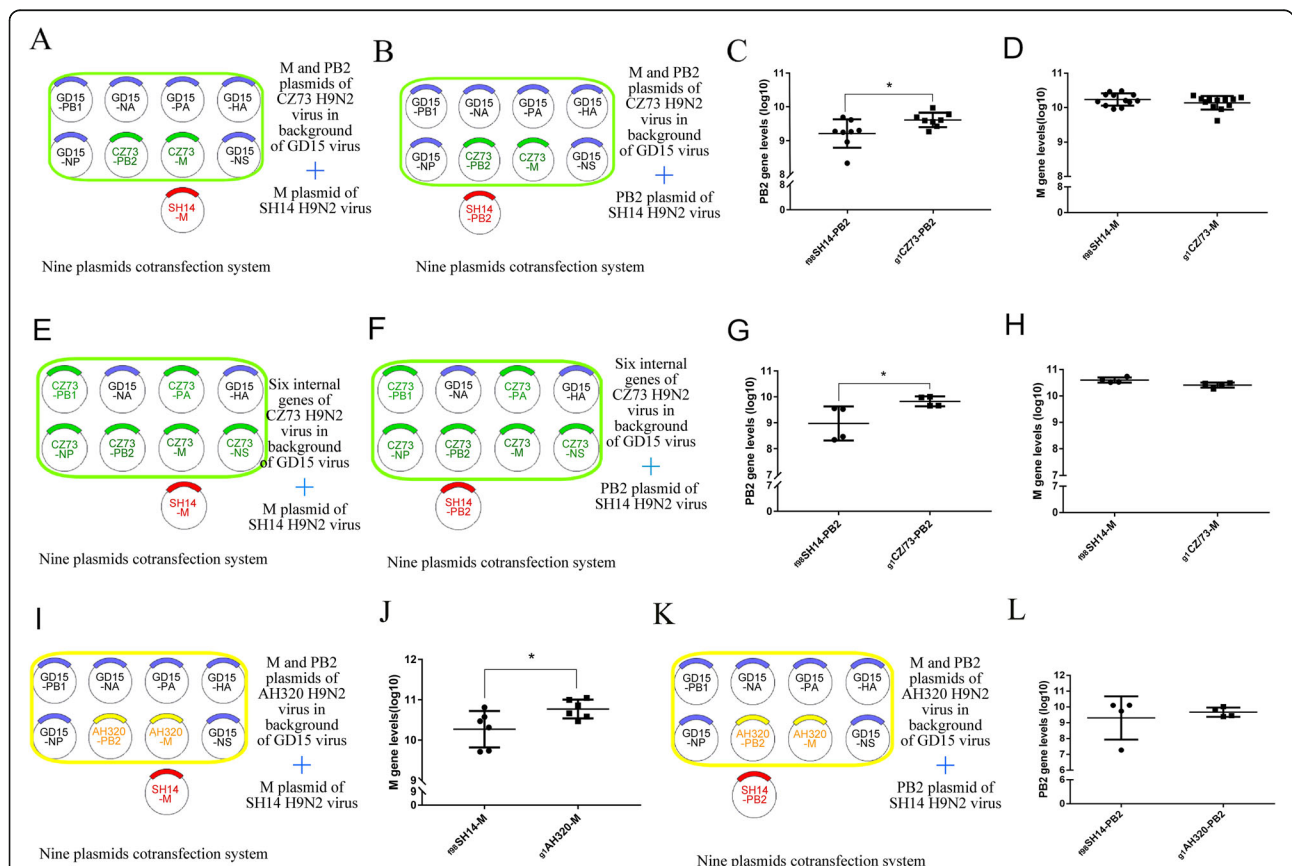 A
GD15
-PB1
GD15
-NA
GD15
-PA
GD15
-HA
GD15
-NP
CZ73
-PB2
CZ73
-M
GD15
-NS
SH14
-M
M and PB2
plasmids of
CZ73 H9N2
virus in
background
of GD15 virus
+
M plasmid of
SH14 H9N2 virus
Nine plasmids cotransfection system
B
GD15
-PB1
GD15
-NA
GD15
-PA
GD15
-HA
GD15
-NP
CZ73
-PB2
CZ73
-M
GD15
-NS
SH14
-PB2
M and PB2
plasmids of
CZ73 H9N2
virus in
background
of GD15 virus
+
PB2 plasmid of
SH14 H9N2 virus
Nine plasmids cotransfection system
C
PB2 gene levels (log10)
11
10
9
8
8
0
*
f98SH14-PB2
g1CZ/73-PB2
D
M gene levels(log10)
11
10
9
8
8
0
f98SH14-M
g1CZ/73-M
E
CZ73
-PB1
GD15
-NA
CZ73
-PA
GD15
-HA
CZ73
-NP
CZ73
-PB2
CZ73
-M
CZ73
-NS
SH14
-M
Six internal
genes of
CZ73 H9N2
virus in
background
of GD15 virus
+
M plasmid of
SH14 H9N2 virus
Nine plasmids cotransfection system
F
CZ73
-PB1
GD15
-NA
CZ73
-PA
GD15
-HA
CZ73
-NP
CZ73
-PB2
CZ73
-M
CZ73
-NS
SH14
-PB2
Six internal
genes of
CZ73 H9N2
virus in
background
of GD15 virus
+
PB2 plasmid of
SH14 H9N2 virus
Nine plasmids cotransfection system
G
PB2 gene levels (log10)
11
10
9
8
7
7
0
*
f98SH14-PB2
g1CZ/73-PB2
H
M gene levels (log10)
11
10
9
8
7
7
0
f98SH14-M
g1CZ/73-M
I
GD15
-PB1
GD15
-NA
GD15
-PA
GD15
-HA
GD15
-NP
AH320
-PB2
AH320
-M
GD15
-NS
SH14
-M
M and PB2
plasmids of
AH320 H9N2
virus in
background
of GD15 virus
+
M plasmid of
SH14 H9N2 virus
Nine plasmids cotransfection system
J
M gene levels(log10)
12
11
10
9
9
0
*
f98SH14-M
g1AH320-M
K
GD15
-PB1
GD15
-NA
GD15
-PA
GD15
-HA
GD15
-NP
AH320
-PB2
AH320
-M
GD15
-NS
SH14
-PB2
M and PB2
plasmids of
AH320 H9N2
virus in
background
of GD15 virus
+
PB2 plasmid of
SH14 H9N2 virus
Nine plasmids cotransfection system
L
PB2 gene levels (log10)
12
11
10
9
8
7
6
6
0
f98SH14-PB2
g1AH320-PB2